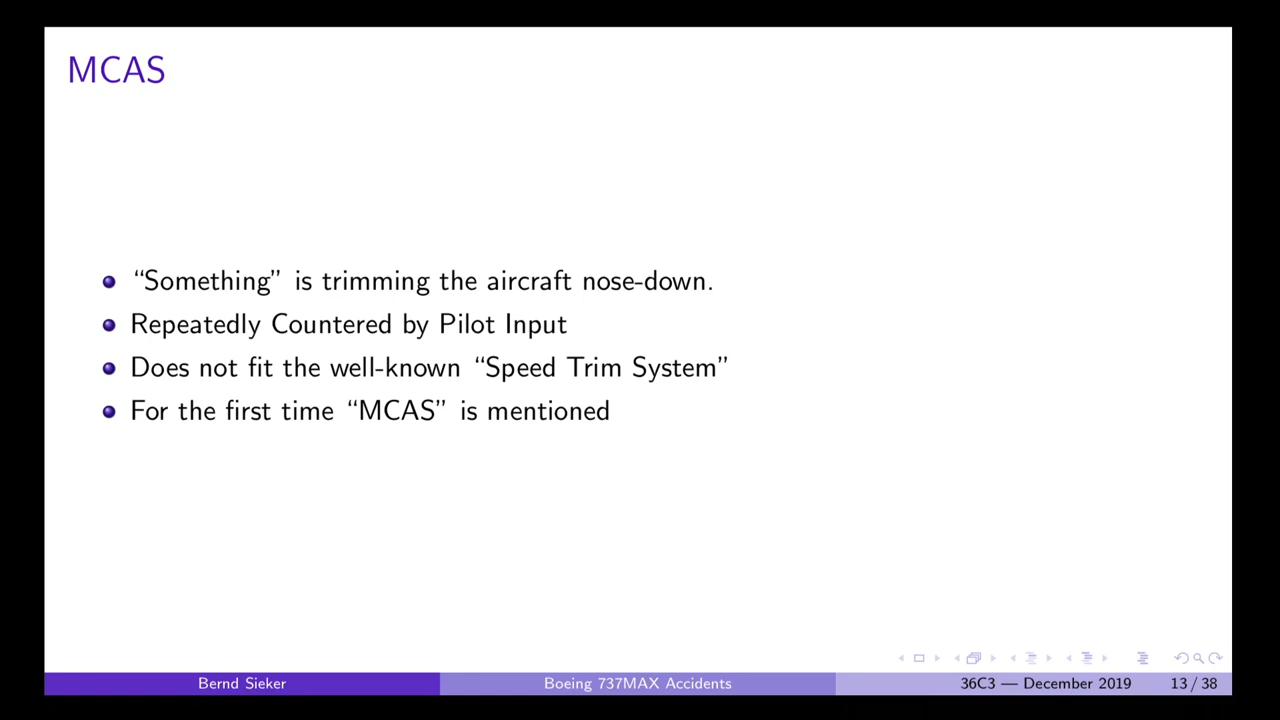 MCAS
“Something” is trimming the aircraft nose-down.
Repeatedly Countered by Pilot Input
Does not fit the well-known “Speed Trim System”
For the first time “MCAS” is mentioned
Bernd Sieker
Boeing 737MAX Accidents
36C3 — December 2019
13 / 38